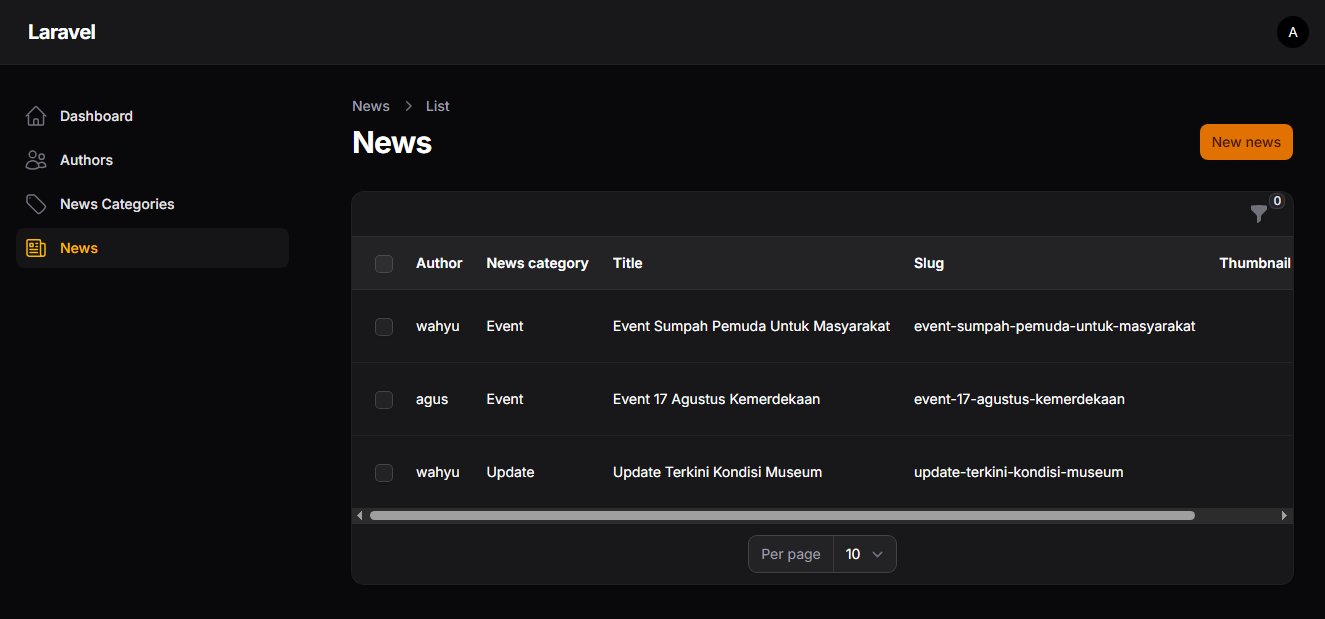 Laravel
A
Dashboard
Authors
News Categories
News
News > List
News
New news
0
Author News category Title Slug Thumbnail
wahyu Event Event Sumpah Pemuda Untuk Masyarakat event-sumpah-pemuda-untuk-masyarakat
agus Event Event 17 Agustus Kemerdekaan event-17-agustus-kemerdekaan
wahyu Update Update Terkini Kondisi Museum update-terkini-kondisi-museum
Per page 10